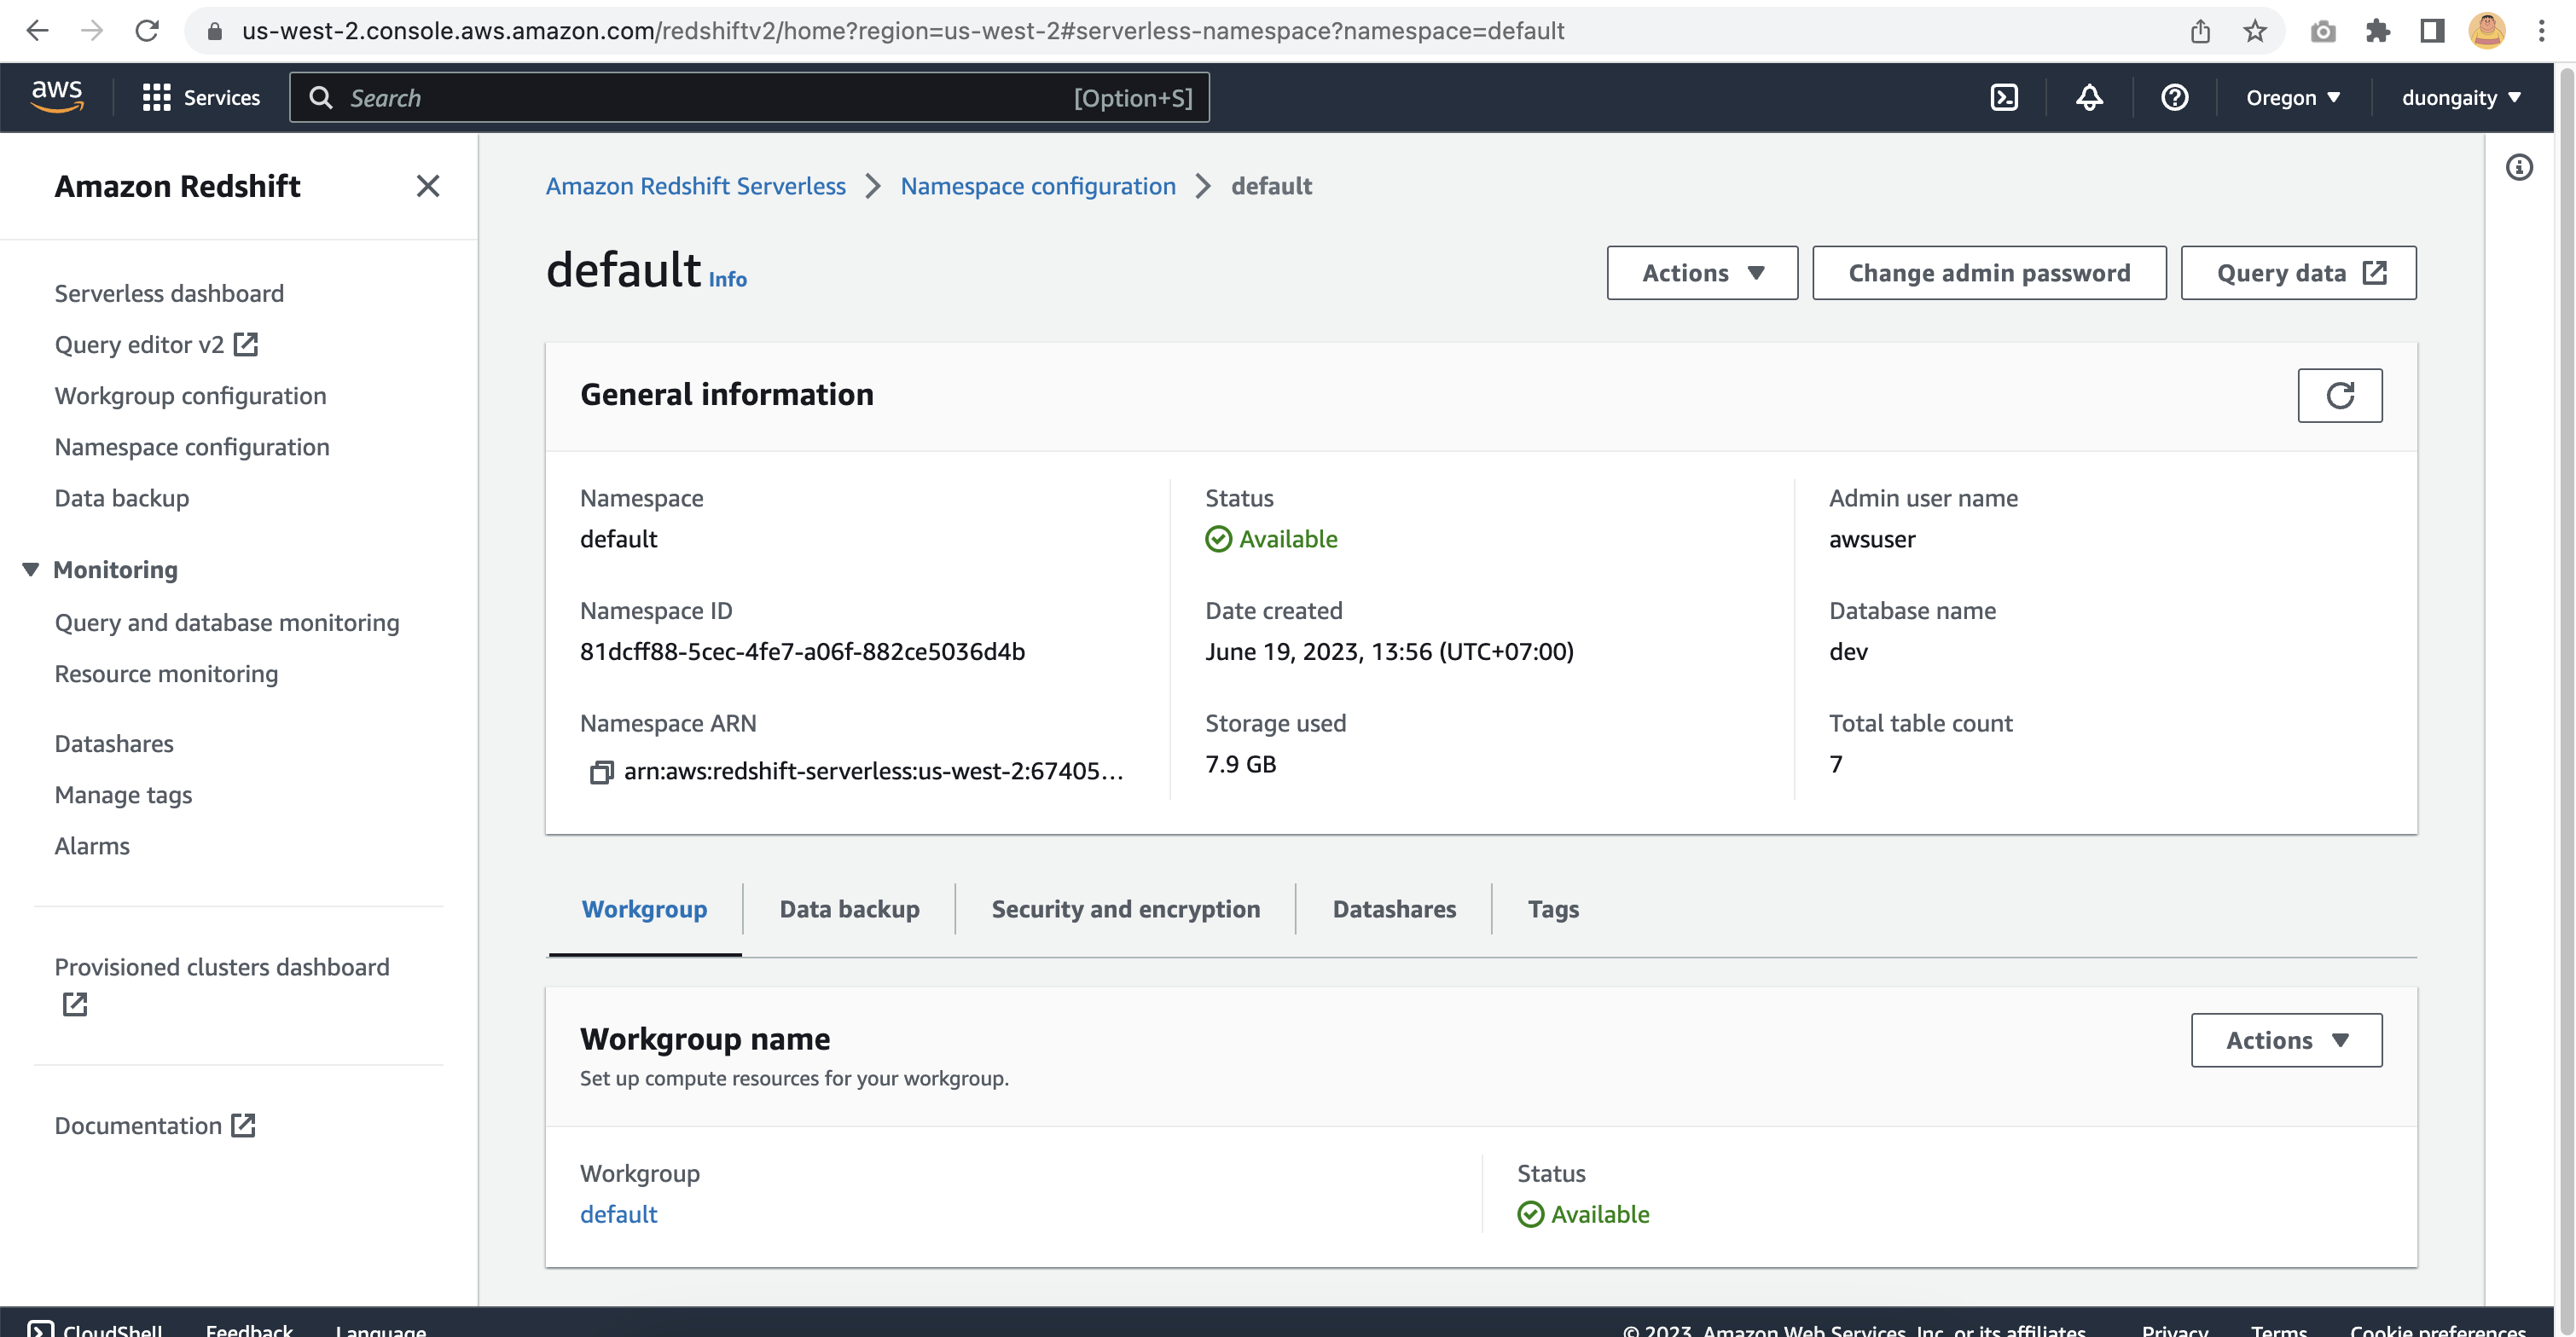 us-west-2.console.aws.amazon.com/redshiftv2/home?region=us-west-2#serverless-namespace?namespace=default
aws
Services
Search
[Option+S]
Oregon
duongaity
Amazon Redshift
Serverless dashboard
Query editor v2
Workgroup configuration
Namespace configuration
Data backup
Monitoring
Query and database monitoring
Resource monitoring
Datashares
Manage tags
Alarms
Provisioned clusters dashboard
Documentation
Amazon Redshift Serverless > Namespace configuration > default
default Info
Actions
Change admin password
Query data
General information
Namespace
default
Namespace ID
81dcff88-5cec-4fe7-a06f-882ce5036d4b
Namespace ARN
arn:aws:redshift-serverless:us-west-2:67405...
Status
Available
Date created
June 19, 2023, 13:56 (UTC+07:00)
Storage used
7.9 GB
Admin user name
awsuser
Database name
dev
Total table count
7
Workgroup
Data backup
Security and encryption
Datashares
Tags
Workgroup name
Set up compute resources for your workgroup.
Actions
Workgroup
default
Status
Available
CloudShell
Feedback
Language
© 2023, Amazon Web Services, Inc. or its affiliates.
Privacy
Terms
Cookie preferences